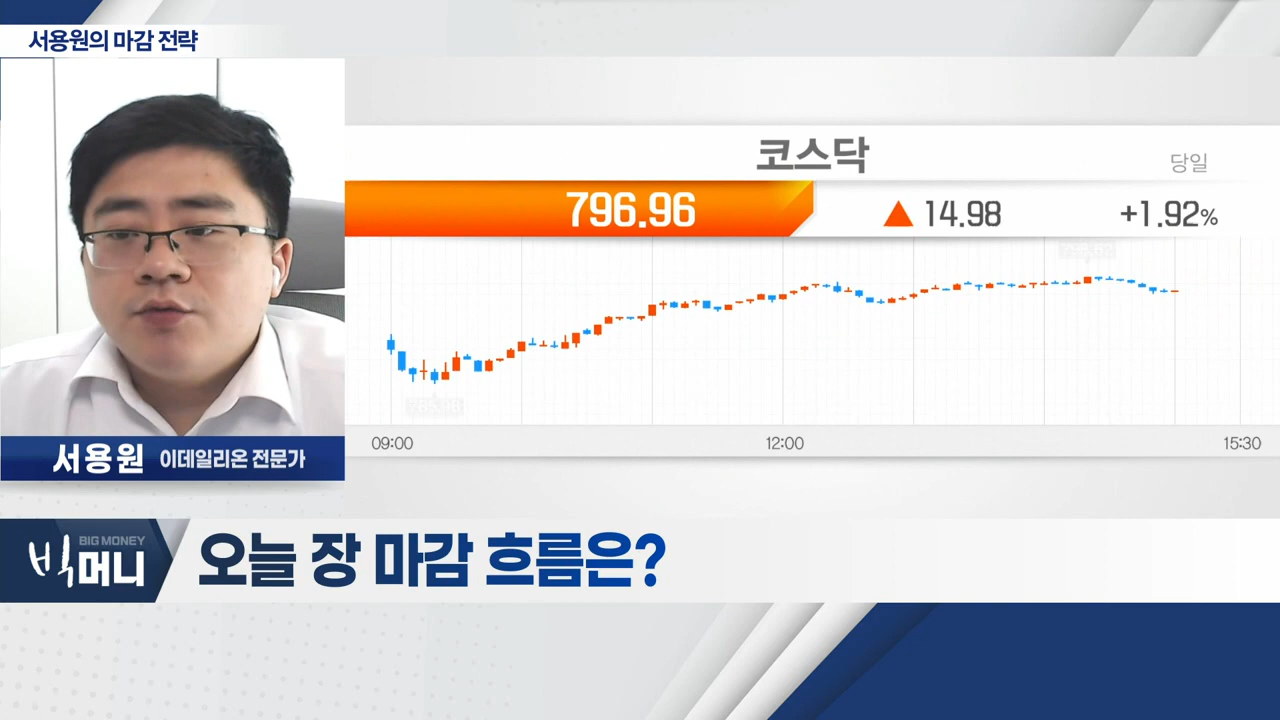 서용원의 마감 전략
코스닥
당일
796.96 ▲ 14.98 +1.92%
09:00 12:00 15:30
서용원 이데일리온 전문가
BIG MONEY
빅머니
오늘 장 마감 흐름은?